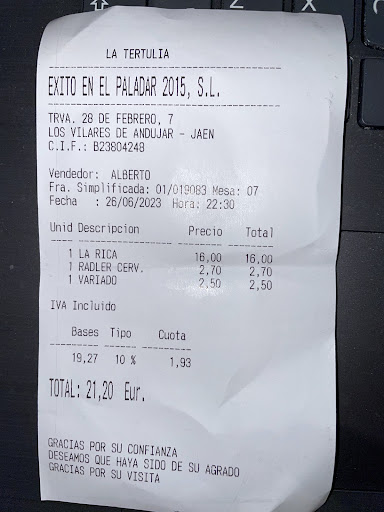 LA TERTULIA
EXITO EN EL PALADAR 2015, S.L.
TRVA. 28 DE FEBRERO, 7
LOS VILARES DE ANDUJAR - JAEN
C.I.F.: B23804248
Vendedor: ALBERTO
Fra. Simplificada: 01/019083 Mesa: 07
Fecha : 26/06/2023 Hora: 22:30
Unid Descripcion Precio Total
1 LA RICA 16,00 16,00
1 RADLER CERV. 2,70 2,70
1 VARIADO 2,50 2,50
IVA Incluido
Bases Tipo Cuota
19,27 10 % 1,93
TOTAL: 21,20 Eur.
GRACIAS POR SU CONFIANZA
DESEAMOS QUE HAYA SIDO DE SU AGRADO
GRACIAS POR SU VISITA